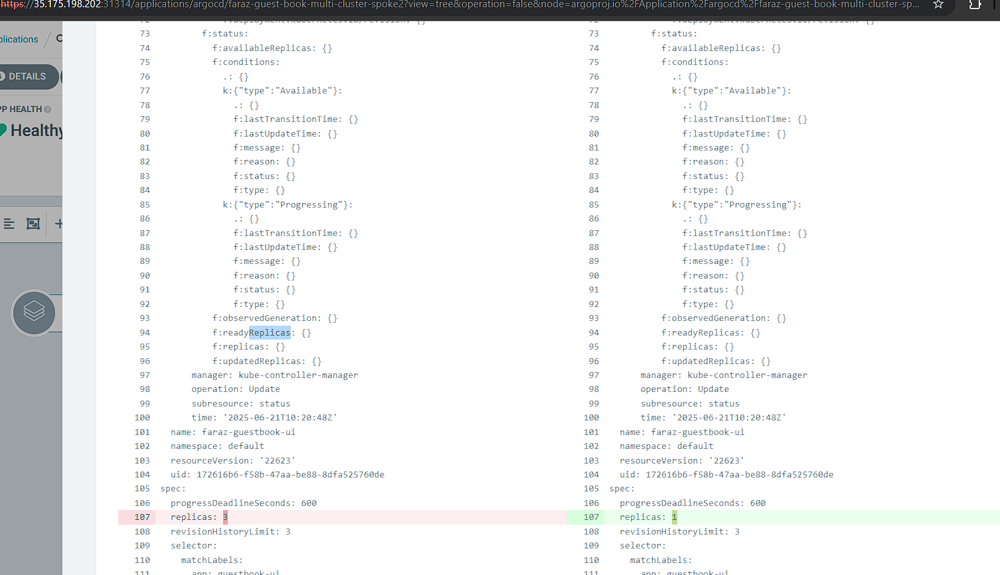 https://35.175.198.202:31314/applications/argocd/faraz-guest-book-multi-cluster-spoke2?view=tree&operation=false&node=argoproj.io%2FApplication%2Fargocd%2Ffaraz-guest-book-multi-cluster-sp...
plications /
DETAILS
PP HEALTH
Healthy
72 f:deployment.kubernetes.io/revision: {}
73 f:status:
74 f:availableReplicas: {}
75 f:conditions:
76 .: {}
77 k:{"type":"Available"}:
78 .: {}
79 f:lastTransitionTime: {}
80 f:lastUpdateTime: {}
81 f:message: {}
82 f:reason: {}
83 f:status: {}
84 f:type: {}
85 k:{"type":"Progressing"}:
86 .: {}
87 f:lastTransitionTime: {}
88 f:lastUpdateTime: {}
89 f:message: {}
90 f:reason: {}
91 f:status: {}
92 f:type: {}
93 f:observedGeneration: {}
94 f:readyReplicas: {}
95 f:replicas: {}
96 f:updatedReplicas: {}
97 manager: kube-controller-manager
98 operation: Update
99 subresource: status
100 time: '2025-06-21T10:20:48Z'
101 name: faraz-guestbook-ui
102 namespace: default
103 resourceVersion: '22623'
104 uid: 172616b6-f58b-47aa-be88-8dfa525760de
105 spec:
106 progressDeadlineSeconds: 600
107 replicas: 3
108 revisionHistoryLimit: 3
109 selector:
110 matchLabels:
111 app: guestbook-ui
72 f:deployment.kubernetes.io/revision: {}
73 f:status:
74 f:availableReplicas: {}
75 f:conditions:
76 .: {}
77 k:{"type":"Available"}:
78 .: {}
79 f:lastTransitionTime: {}
80 f:lastUpdateTime: {}
81 f:message: {}
82 f:reason: {}
83 f:status: {}
84 f:type: {}
85 k:{"type":"Progressing"}:
86 .: {}
87 f:lastTransitionTime: {}
88 f:lastUpdateTime: {}
89 f:message: {}
90 f:reason: {}
91 f:status: {}
92 f:type: {}
93 f:observedGeneration: {}
94 f:readyReplicas: {}
95 f:replicas: {}
96 f:updatedReplicas: {}
97 manager: kube-controller-manager
98 operation: Update
99 subresource: status
100 time: '2025-06-21T10:20:48Z'
101 name: faraz-guestbook-ui
102 namespace: default
103 resourceVersion: '22623'
104 uid: 172616b6-f58b-47aa-be88-8dfa525760de
105 spec:
106 progressDeadlineSeconds: 600
107 replicas: 1
108 revisionHistoryLimit: 3
109 selector:
110 matchLabels:
111 app: guestbook-ui